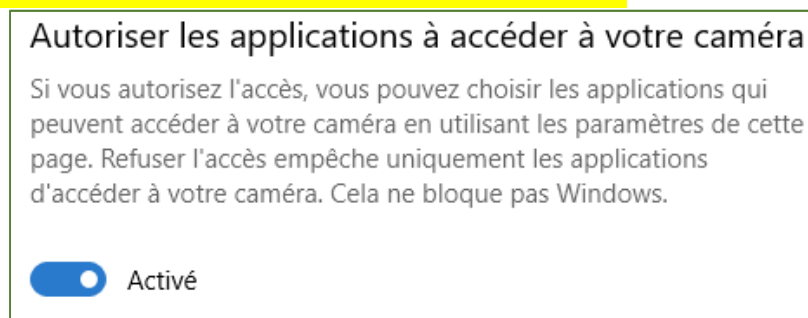 Autoriser les applications à accéder à votre caméra
Si vous autorisez l'accès, vous pouvez choisir les applications qui
peuvent accéder à votre caméra en utilisant les paramètres de cette
page. Refuser l'accès empêche uniquement les applications
d'accéder à votre caméra. Cela ne bloque pas Windows.
Activé